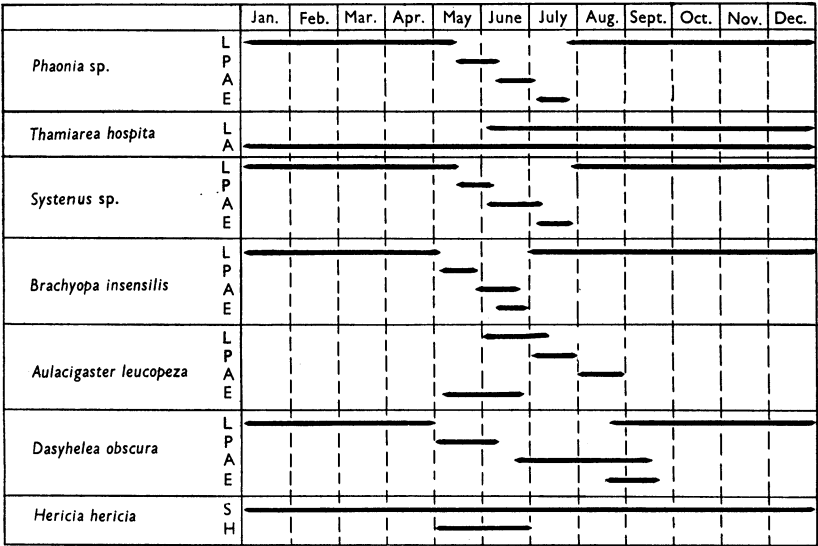 Jan. Feb. Mar. Apr. May June July Aug. Sept. Oct. Nov. Dec.
Phaonia sp.
L
P
A
E
Thamiarea hospita
L
A
Systenus sp.
L
P
A
E
Brachyopa insensilis
L
P
A
E
Aulacigaster leucopeza
L
P
A
E
Dasyhelea obscura
L
P
A
E
Hericia hericia
S
H